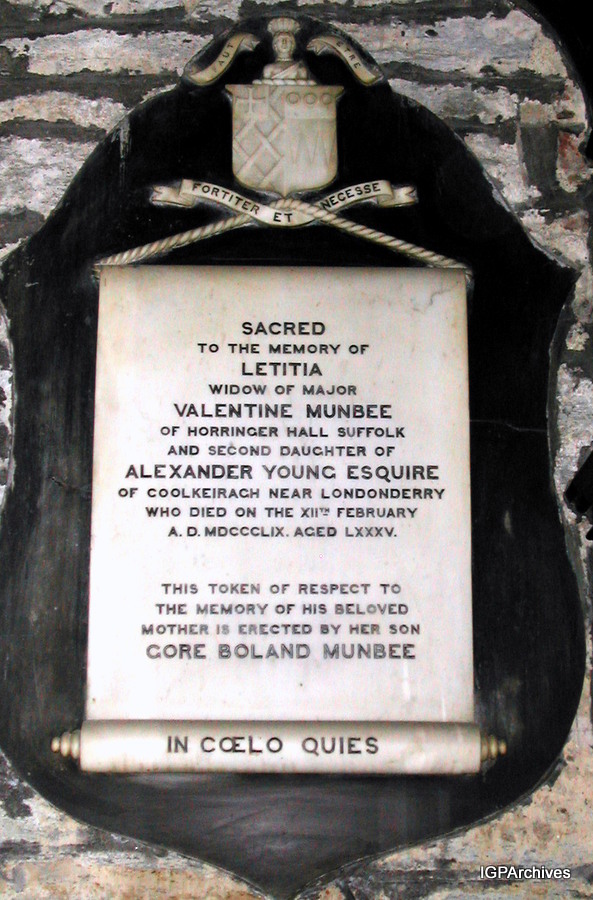 FAUT ETRE
FORTITER ET NECESSE
SACRED
TO THE MEMORY OF
LETITIA
WIDOW OF MAJOR
VALENTINE MUNBEE
OF HORRINGER HALL SUFFOLK
AND SECOND DAUGHTER OF
ALEXANDER YOUNG ESQUIRE
OF COOLKEIRAGH NEAR LONDONDERRY
WHO DIED ON THE XIITH FEBRUARY
A. D. MDCCCLIX. AGED LXXXV.
THIS TOKEN OF RESPECT TO
THE MEMORY OF HIS BELOVED
MOTHER IS ERECTED BY HER SON
GORE BOLAND MUNBEE
IN CŒLO QUIES
IGPArchives